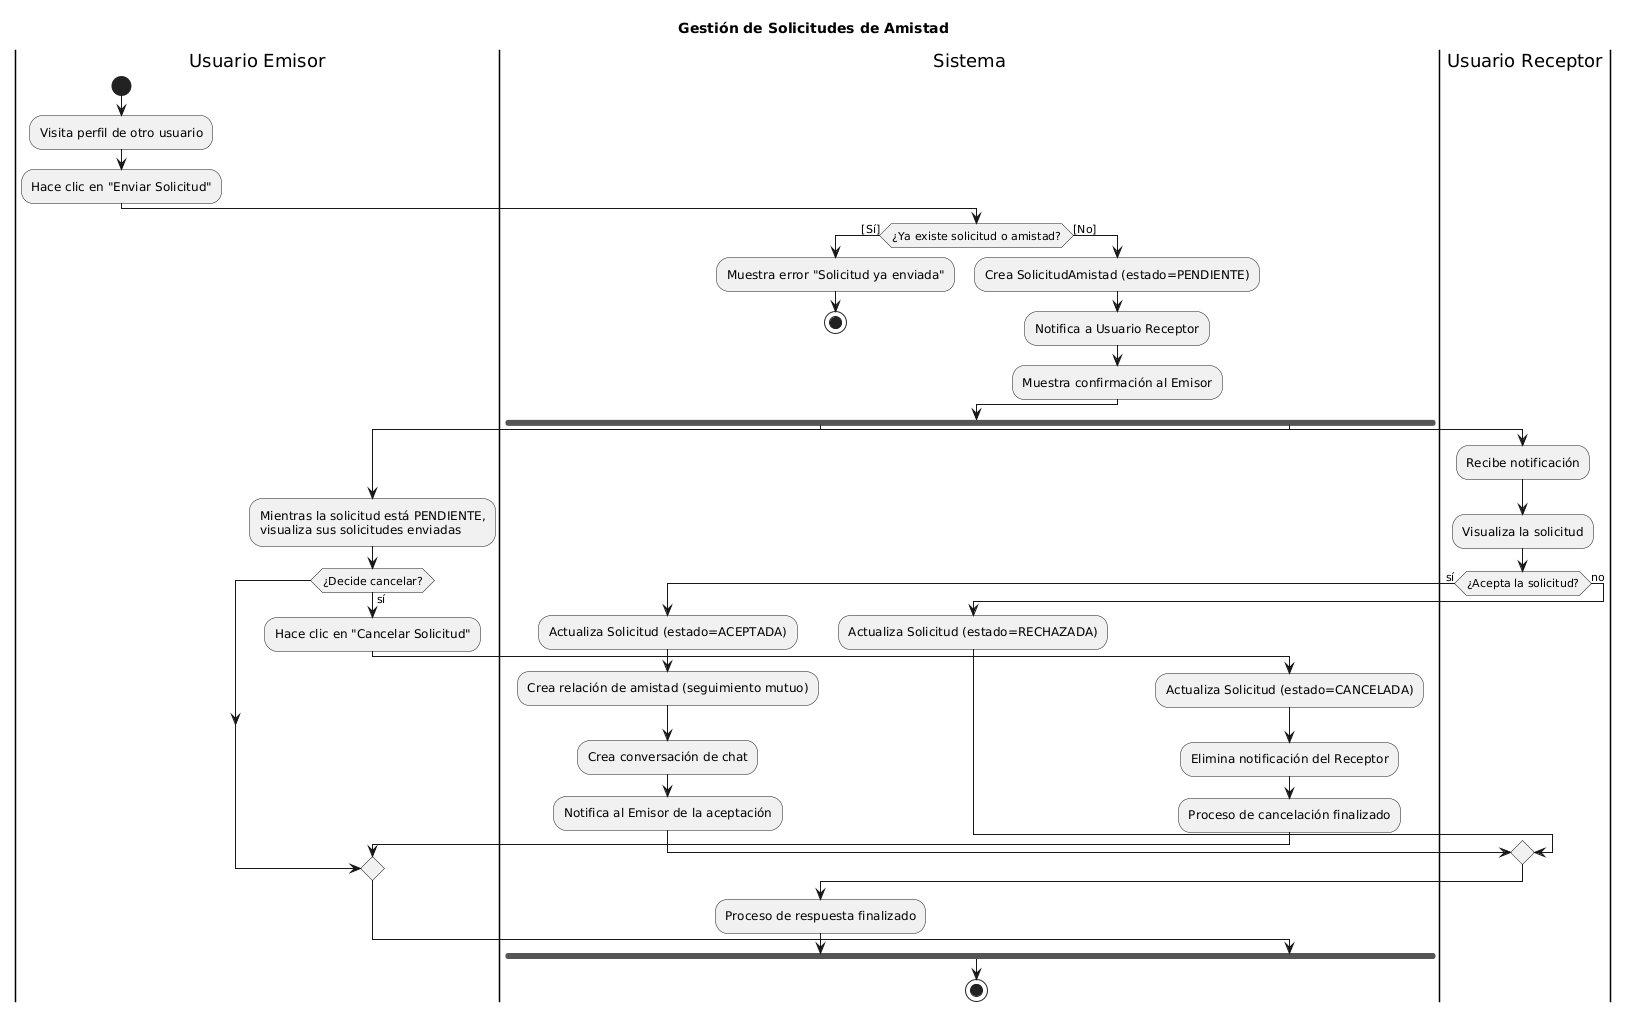 Gestión de Solicitudes de Amistad
Usuario Emisor
Sistema
Usuario Receptor
Visita perfil de otro usuario
Hace clic en "Enviar Solicitud"
¿Ya existe solicitud o amistad?
[Sí]
[No]
Muestra error "Solicitud ya enviada"
Crea SolicitudAmistad (estado=PENDIENTE)
Notifica a Usuario Receptor
Muestra confirmación al Emisor
Recibe notificación
Mientras la solicitud está PENDIENTE,
visualiza sus solicitudes enviadas
Visualiza la solicitud
¿Decide cancelar?
sí
¿Acepta la solicitud?
sí
no
Hace clic en "Cancelar Solicitud"
Actualiza Solicitud (estado=ACEPTADA)
Actualiza Solicitud (estado=RECHAZADA)
Crea relación de amistad (seguimiento mutuo)
Actualiza Solicitud (estado=CANCELADA)
Crea conversación de chat
Elimina notificación del Receptor
Notifica al Emisor de la aceptación
Proceso de cancelación finalizado
Proceso de respuesta finalizado